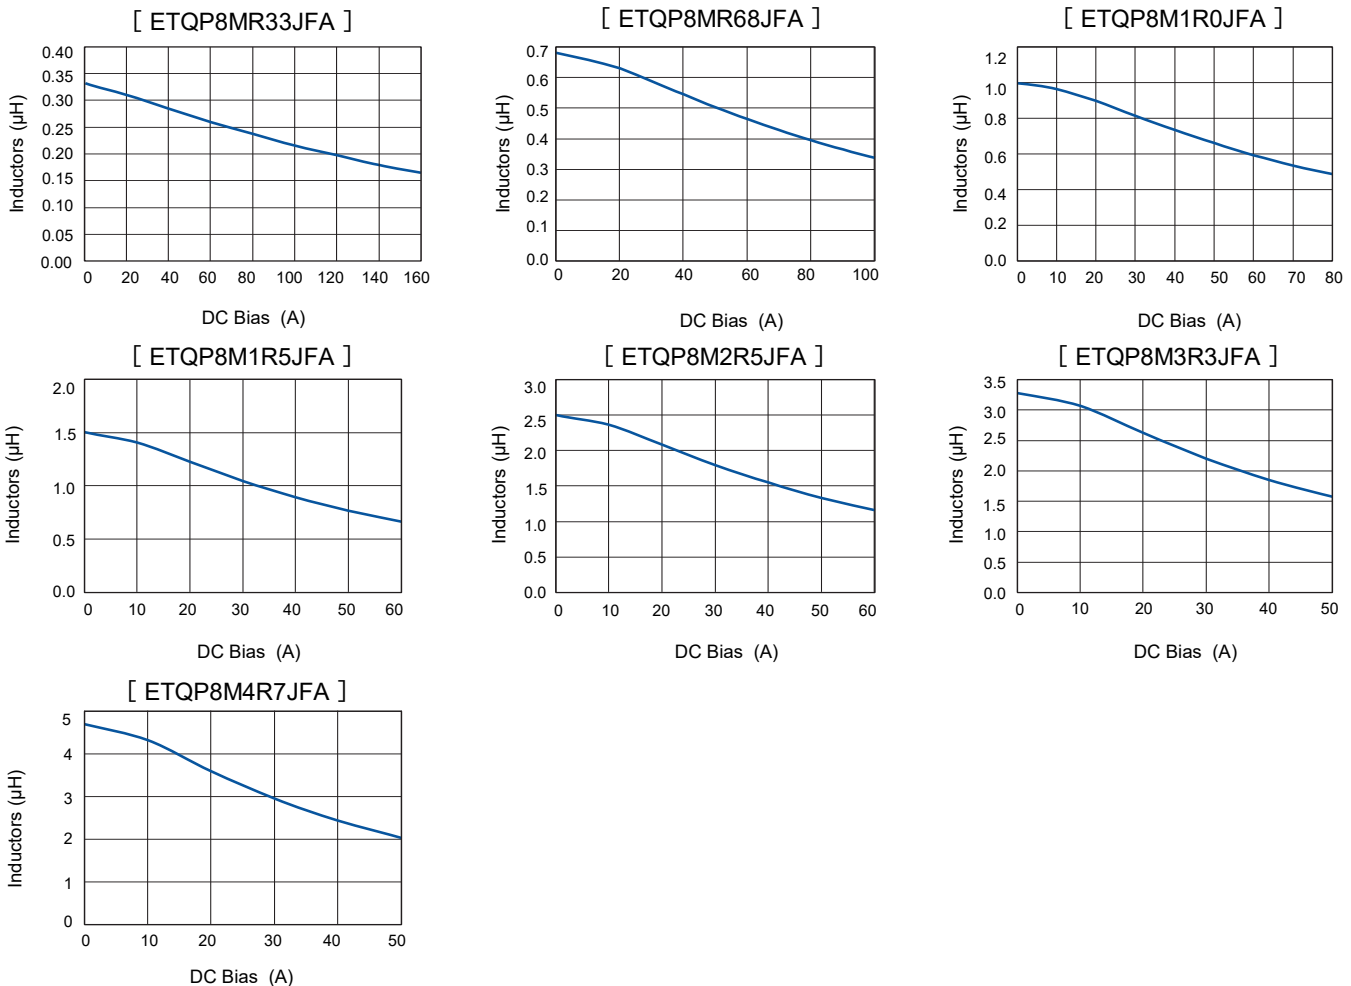 [ ETQP8MR33JFA ]
0.40
0.35
0.30
0.25
0.20
0.15
0.10
0.05
0.00
Inductors (μH)
0 20 40 60 80 100 120 140 160
DC Bias (A)
[ ETQP8MR68JFA ]
0.7
0.6
0.5
0.4
0.3
0.2
0.1
0.0
Inductors (μH)
0 20 40 60 80 100
DC Bias (A)
[ ETQP8M1R0JFA ]
1.2
1.0
0.8
0.6
0.4
0.2
0.0
Inductors (μH)
0 10 20 30 40 50 60 70 80
DC Bias (A)
[ ETQP8M1R5JFA ]
2.0
1.5
1.0
0.5
0.0
Inductors (μH)
0 10 20 30 40 50 60
DC Bias (A)
[ ETQP8M2R5JFA ]
3.0
2.5
2.0
1.5
1.0
0.5
0.0
Inductors (μH)
0 10 20 30 40 50 60
DC Bias (A)
[ ETQP8M3R3JFA ]
3.5
3.0
2.5
2.0
1.5
1.0
0.5
0.0
Inductors (μH)
0 10 20 30 40 50
DC Bias (A)
[ ETQP8M4R7JFA ]
5
4
3
2
1
0
Inductors (μH)
0 10 20 30 40 50
DC Bias (A)